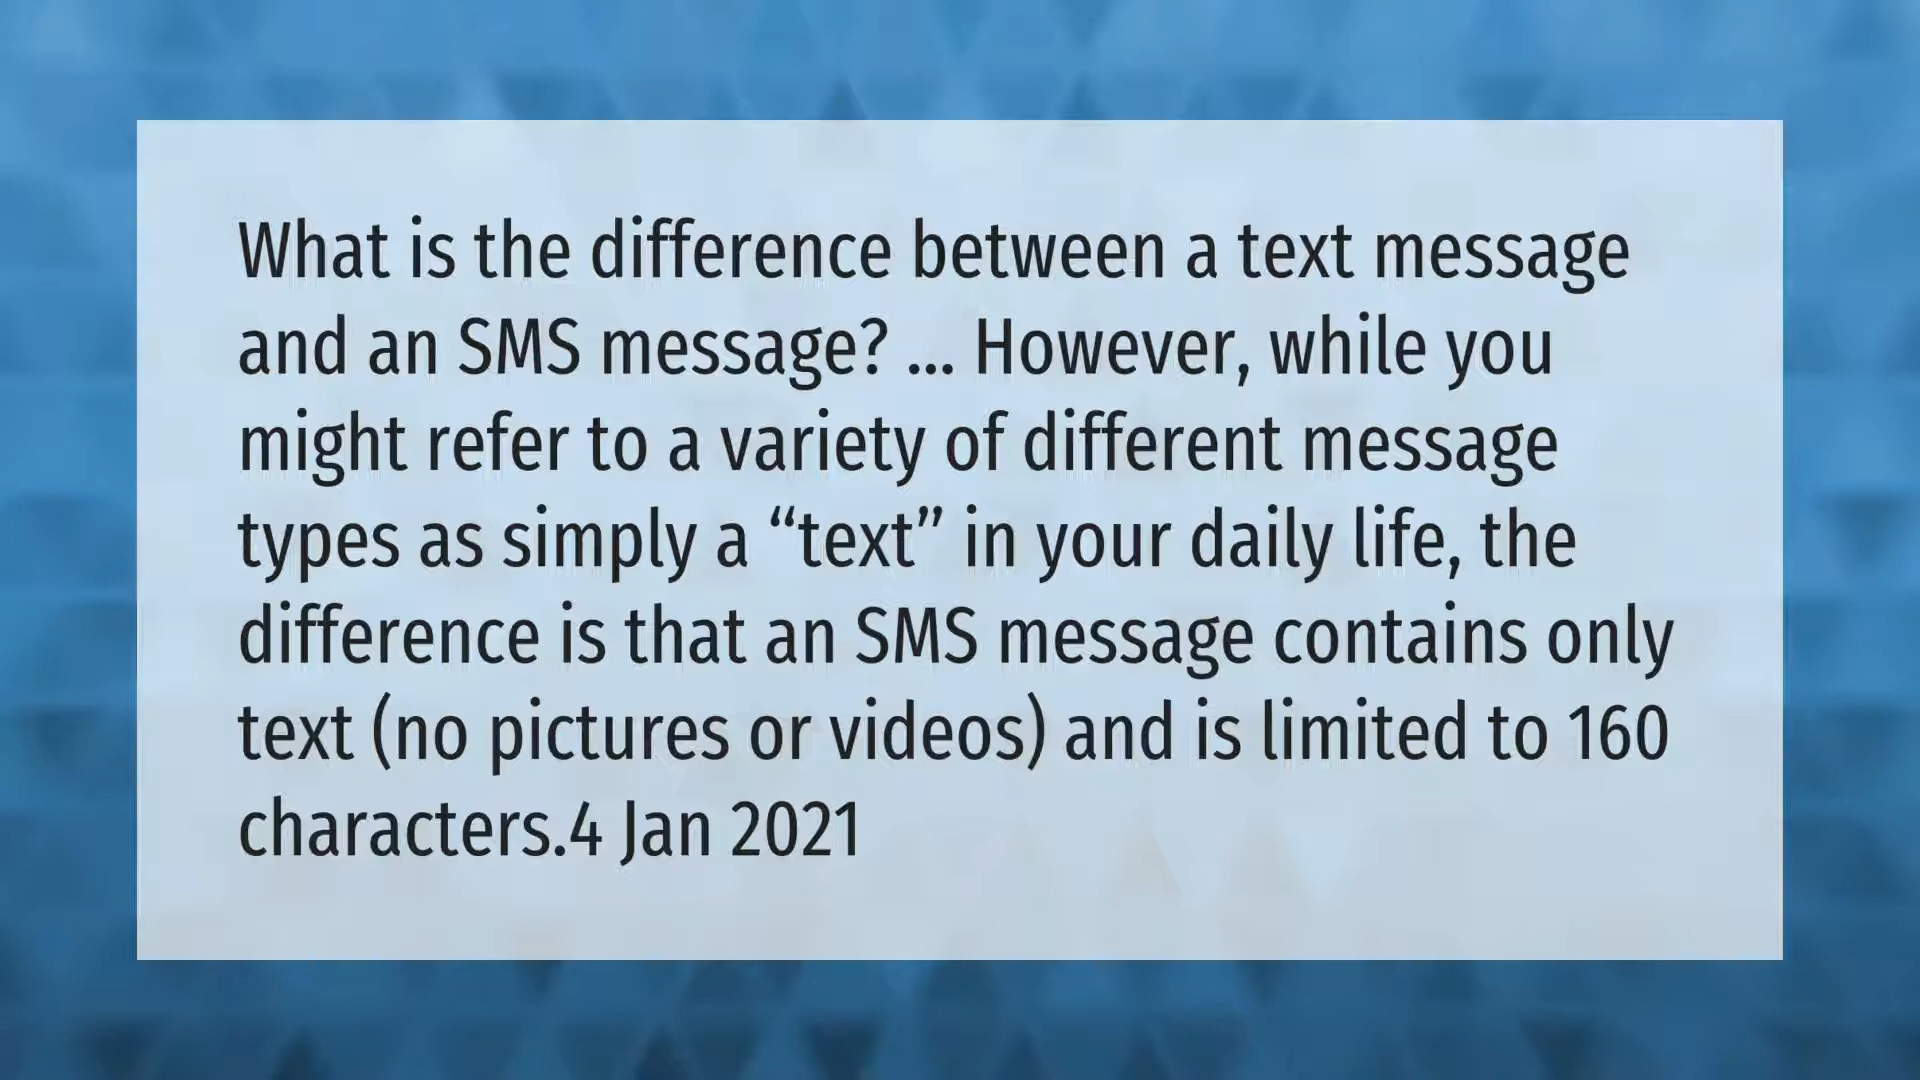 What is the difference between a text message
and an SMS message? ... However, while you
might refer to a variety of different message
types as simply a “text” in your daily life, the
difference is that an SMS message contains only
text (no pictures or videos) and is limited to 160
characters.4 Jan 2021